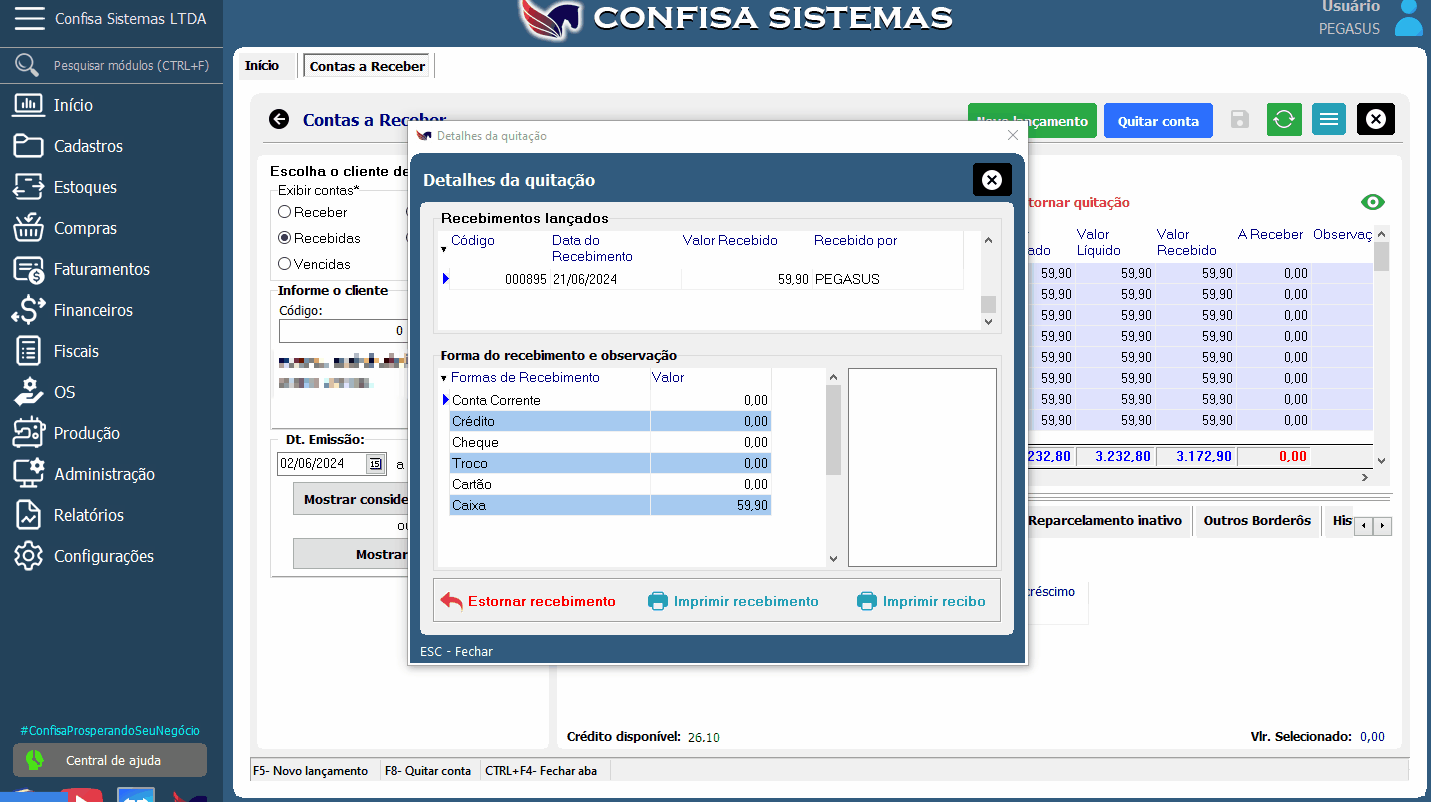 Confisa Sistemas LTDA
CONFISA SISTEMAS
Usuário
PEGASUS
Pesquisar módulos (CTRL+F)
Início
Cadastros
Estoques
Compras
Faturamentos
Financeiros
Fiscais
OS
Produção
Administração
Relatórios
Configurações
#ConfisaProsperandoSeuNegócio
Central de ajuda
Início
Contas a Receber
Contas a Receber
Novo lançamento
Quitar conta
Escolha o cliente de
Exibir contas*
Receber
Recebidas
Vencidas
Informe o cliente
Código:
0
Dt. Emissão:
02/06/2024 15 a
Mostrar conside
ou
Mostrar
Detalhes da quitação
Detalhes da quitação
Recebimentos lançados
Código Data do Recebimento Valor Recebido Recebido por
000895 21/06/2024 59,90 PEGASUS
Forma do recebimento e observação
Formas de Recebimento Valor
Conta Corrente 0,00
Crédito 0,00
Cheque 0,00
Troco 0,00
Cartão 0,00
Caixa 59,90
Estornar recebimento Imprimir recebimento Imprimir recibo
ESC - Fechar
tornar quitação
ado Valor Líquido Valor Recebido A Receber Observaç
59,90 59,90 59,90 0,00
59,90 59,90 59,90 0,00
59,90 59,90 59,90 0,00
59,90 59,90 59,90 0,00
59,90 59,90 59,90 0,00
59,90 59,90 59,90 0,00
59,90 59,90 59,90 0,00
59,90 59,90 59,90 0,00
232,80 3.232,80 3.172,90 0,00
Reparcelamento inativo Outros Borderôs His
créscimo
Crédito disponível: 26.10 Vlr. Selecionado: 0,00
F5- Novo lançamento F8- Quitar conta CTRL+F4- Fechar aba